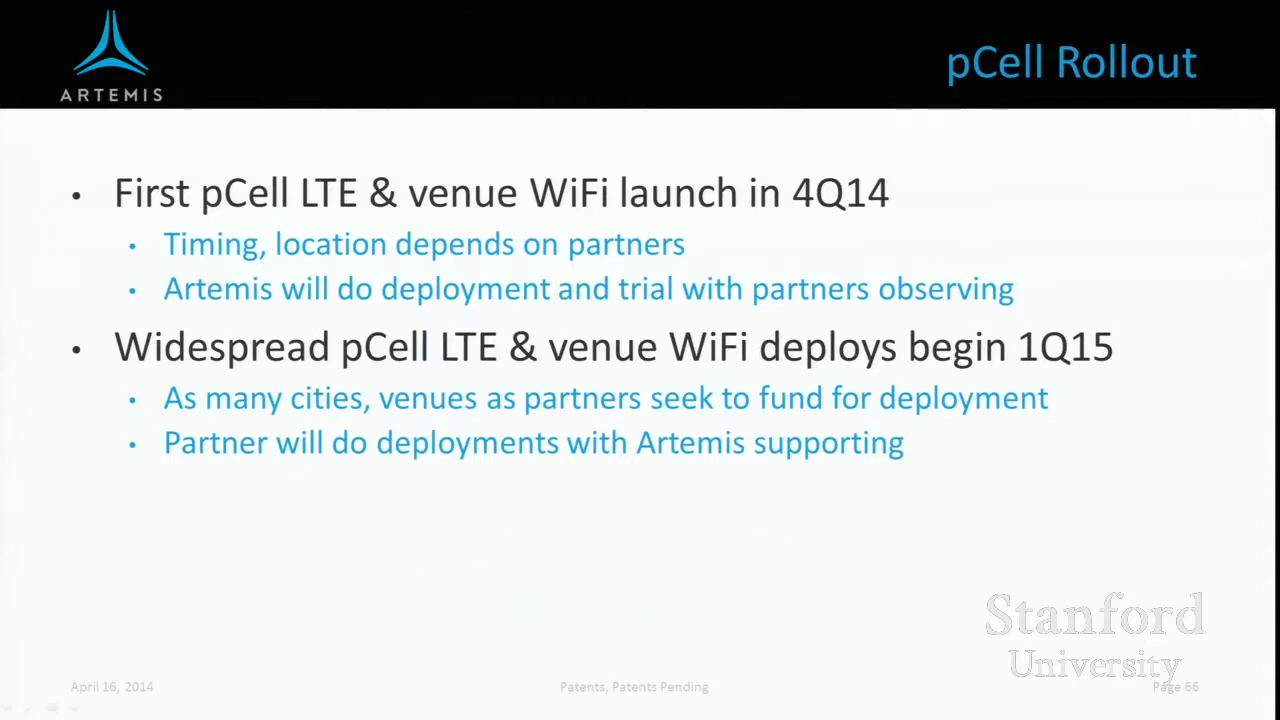 ARTEMIS
pCell Rollout
• First pCell LTE & venue WiFi launch in 4Q14
• Timing, location depends on partners
• Artemis will do deployment and trial with partners observing
• Widespread pCell LTE & venue WiFi deploys begin 1Q15
• As many cities, venues as partners seek to fund for deployment
• Partner will do deployments with Artemis supporting
Stanford
University
April 16, 2014
Patents, Patents Pending
Page 66